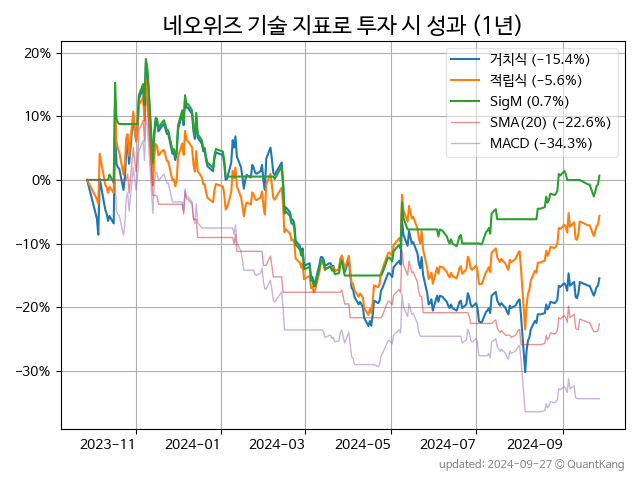 네오위즈 기술 지표로 투자 시 성과 (1년)
거치식 (−15.4%)
적립식 (−5.6%)
SigM (0.7%)
SMA(20) (−22.6%)
MACD (−34.3%)
20%
10%
0%
−10%
−20%
−30%
2023-11
2024-01
2024-03
2024-05
2024-07
2024-09
updated: 2024-09-27 © QuantKang